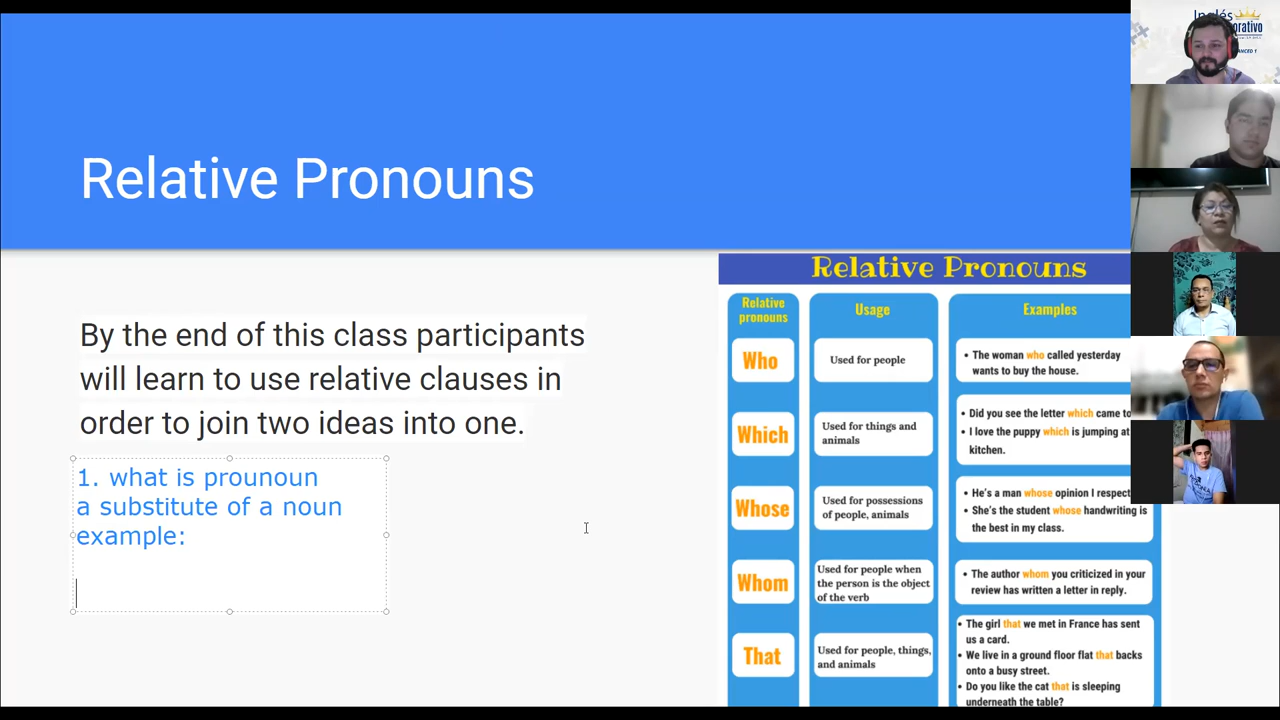 Relative Pronouns
By the end of this class participants
will learn to use relative clauses in
order to join two ideas into one.
1. what is prounoun
a substitute of a noun
example:
Relative Pronouns
Relative
pronouns
Usage
Examples
Who
Used for people
• The woman who called yesterday
wants to buy the house.
Which
Used for things and
animals
• Did you see the letter which came to
• I love the puppy which is jumping at
kitchen.
Whose
Used for possessions
of people, animals
• He's a man whose opinion I respect
• She's the student whose handwriting is
the best in my class.
Whom
Used for people when
the person is the object
of the verb
• The author whom you criticized in your
review has written a letter in reply.
That
Used for people, things,
and animals
• The girl that we met in France has sent
us a card.
• We live in a ground floor flat that backs
onto a busy street.
• Do you like the cat that is sleeping
underneath the table?
Inglés